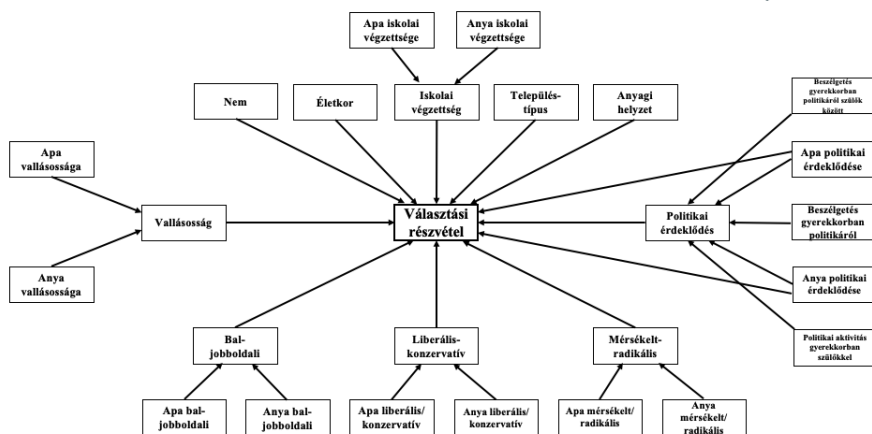 Apa iskolai
végzettsége
Anya iskolai
végzettsége
Nem
Életkor
Iskolai
végzettség
Település-
típus
Anyagi
helyzet
Beszélgetés
gyerekkorban
politikáról szülők
között
Apa
vallásossága
Apa politikai
érdeklődése
Vallásosság
Választási
részvétel
Politikai
érdeklődés
Beszélgetés
gyerekkorban
politikáról
Anya
vallásossága
Anya politikai
érdeklődése
Bal-
jobboldali
Liberális-
konzervatív
Mérsékelt-
radikális
Politikai aktivitás
gyerekkorban
szülőkkel
Apa bal-
jobboldali
Anya bal-
jobboldali
Apa liberális/
konzervatív
Anya liberális/
konzervatív
Apa mérsékelt/
radikális
Anya
mérsékelt/
radikális